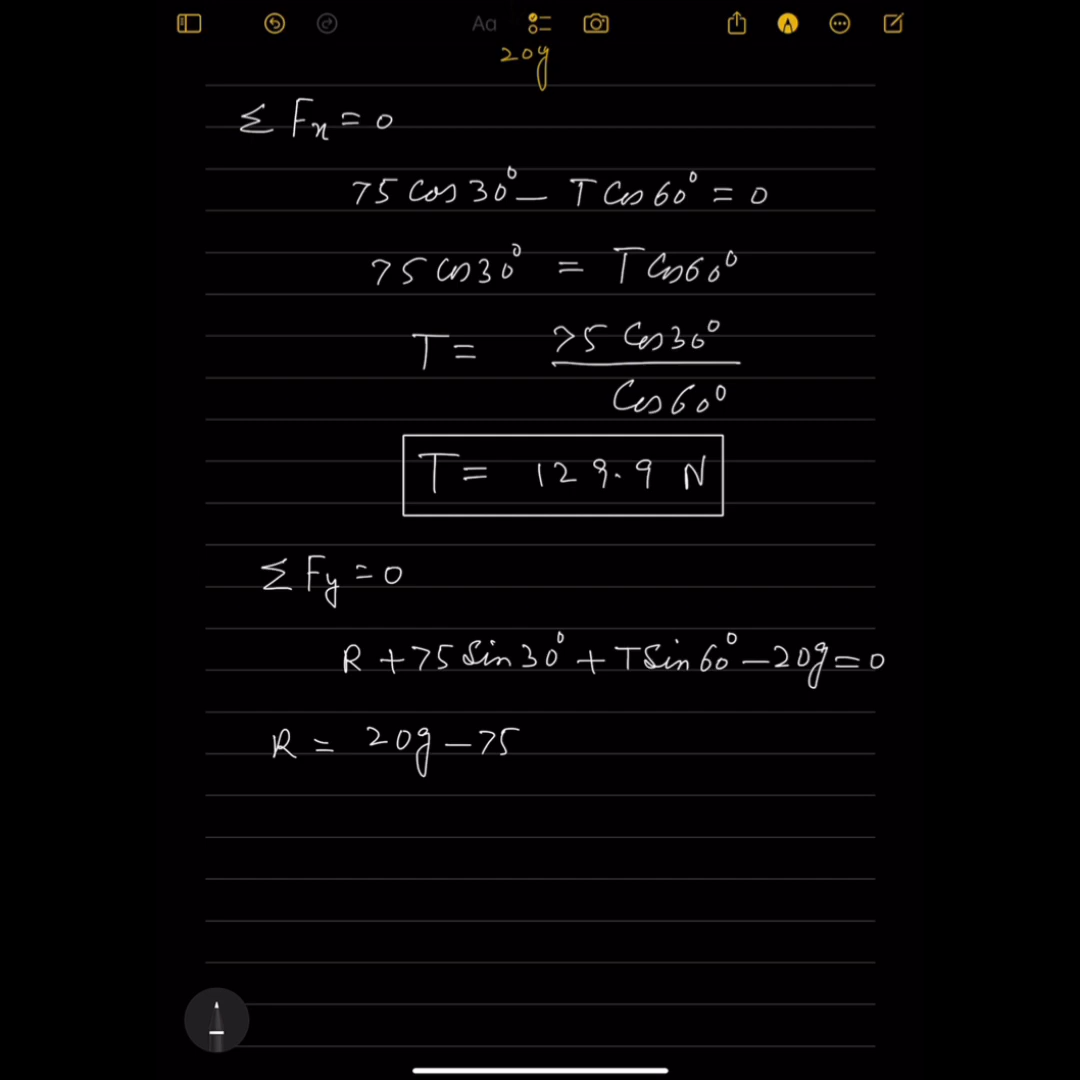 Aa
20g
Σ Fx = 0
75 Cos 30° − T Cos 60° = 0
75 Cos 30° = T Cos 60°
T = 75 Cos 30°
Cos 60°
T = 129.9 N
Σ Fy = 0
R + 75 Sin 30° + T Sin 60° − 20g = 0
R = 20g − 75